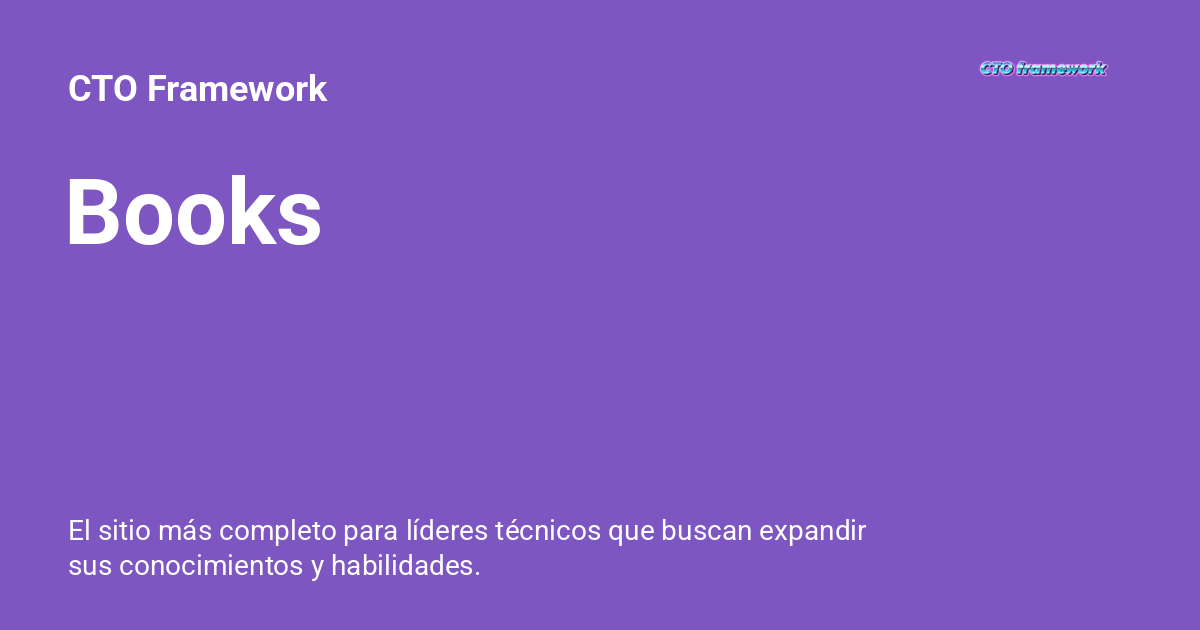 CTO Framework
CTO framework
Books
El sitio más completo para líderes técnicos que buscan expandir
sus conocimientos y habilidades.